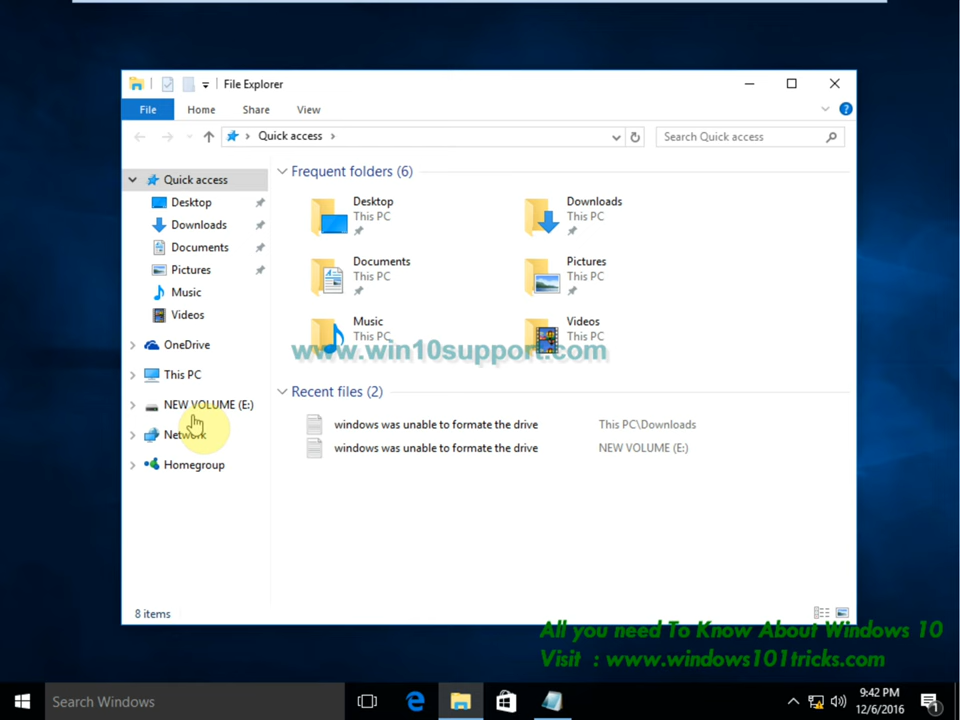 File Explorer
File Home Share View
Quick access
Search Quick access
Quick access
Desktop
Downloads
Documents
Pictures
Music
Videos
OneDrive
This PC
NEW VOLUME (E:)
Network
Homegroup
Frequent folders (6)
Desktop
This PC
Downloads
This PC
Documents
This PC
Pictures
This PC
Music
This PC
Videos
This PC
www.win10support.com
Recent files (2)
windows was unable to formate the drive This PC\Downloads
windows was unable to formate the drive NEW VOLUME (E:)
8 items
All you need To Know About Windows 10
Visit : www.windows101tricks.com
Search Windows
9:42 PM
12/6/2016
1